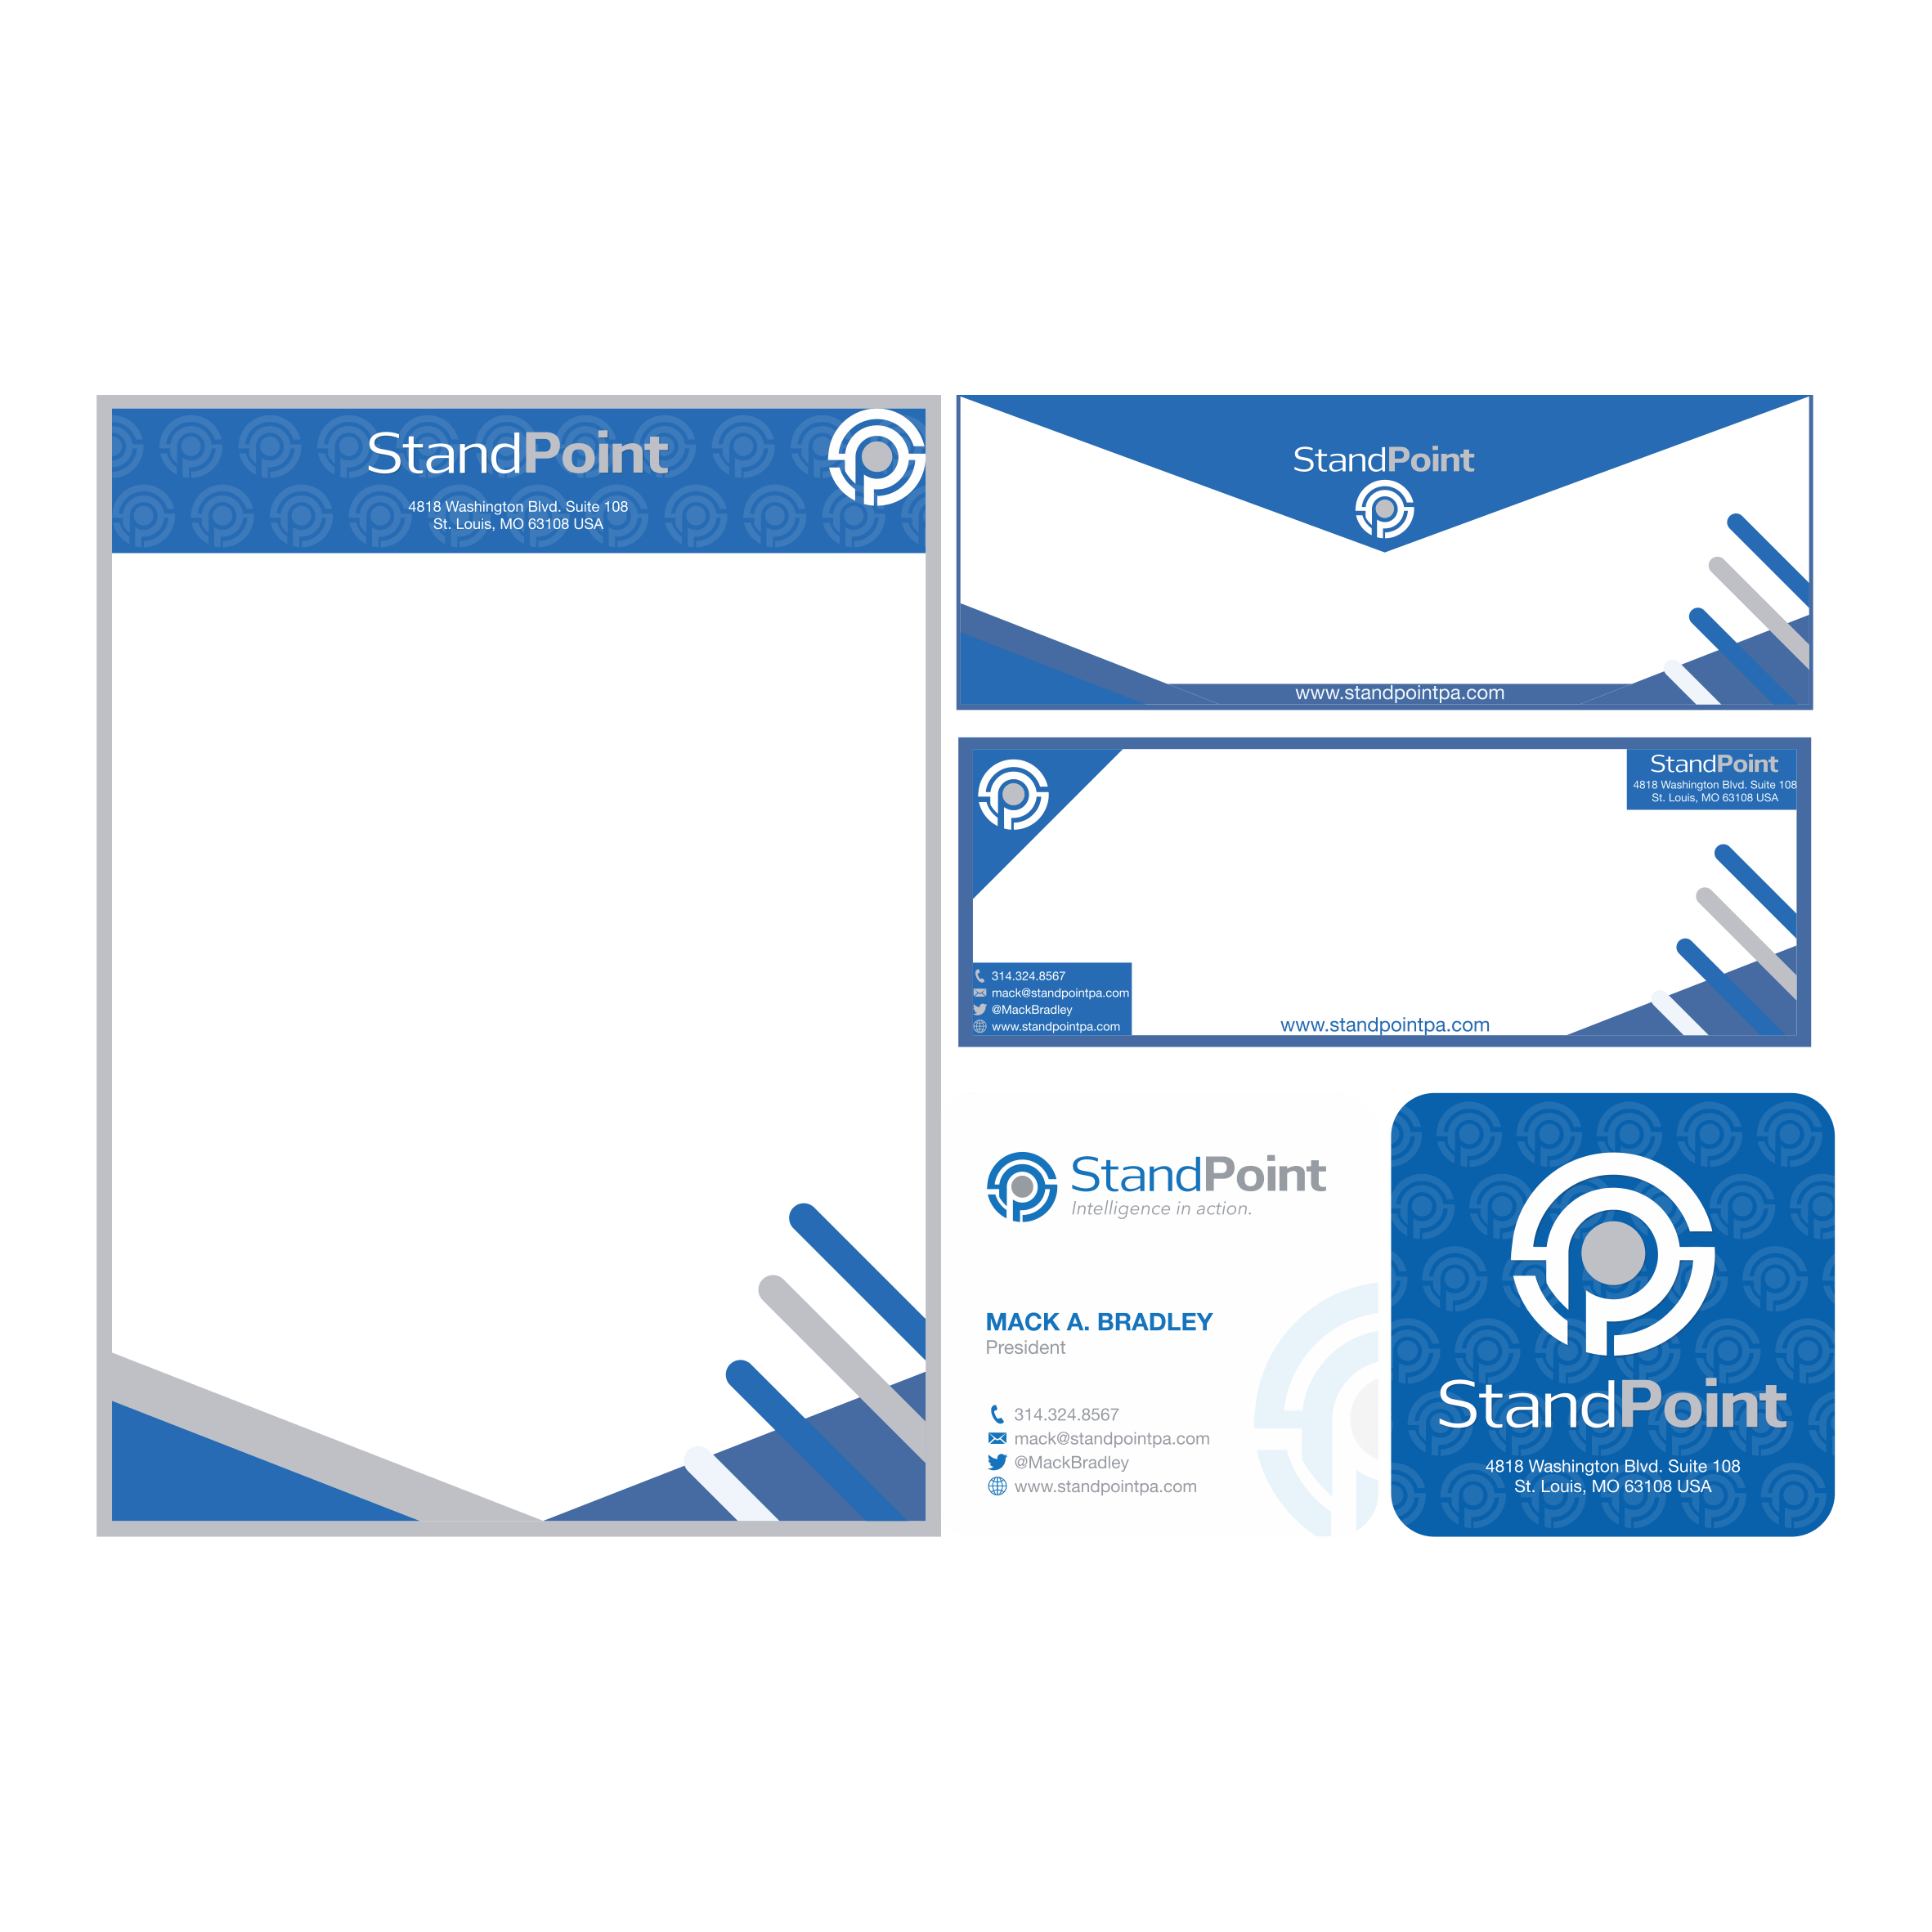 StandPoint
4818 Washington Blvd. Suite 108
St. Louis, MO 63108 USA
StandPoint
www.standpointpa.com
StandPoint
4818 Washington Blvd. Suite 108
St. Louis, MO 63108 USA
314.324.8567
mack@standpointpa.com
@MackBradley
www.standpointpa.com
www.standpointpa.com
StandPoint
Intelligence in action.
MACK A. BRADLEY
President
314.324.8567
mack@standpointpa.com
@MackBradley
www.standpointpa.com
StandPoint
4818 Washington Blvd. Suite 108
St. Louis, MO 63108 USA